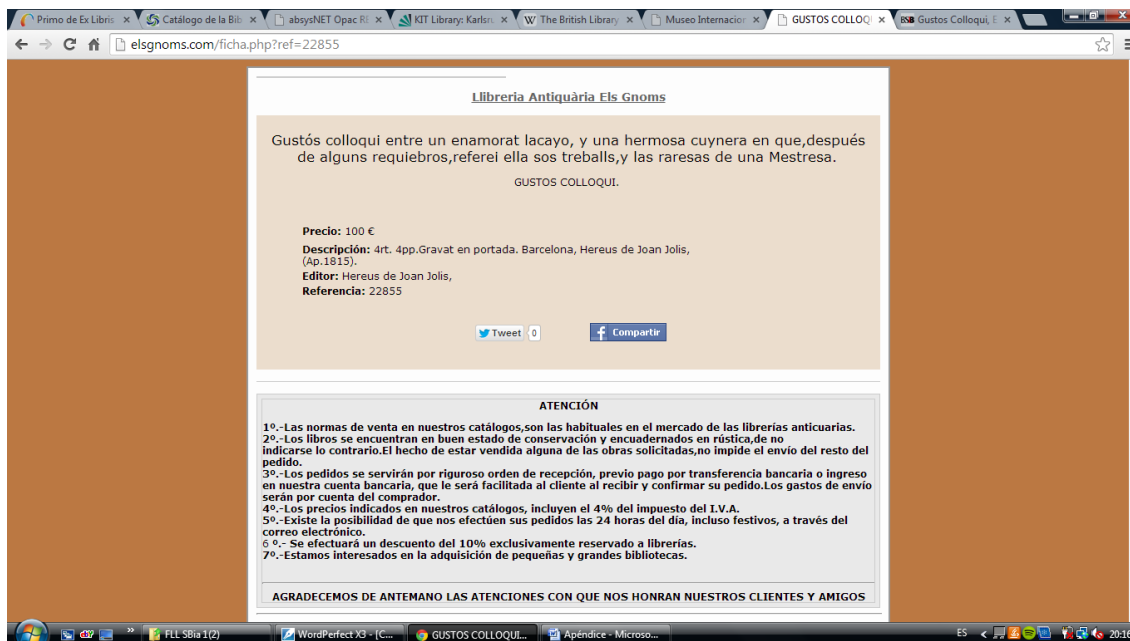 Primo de Ex Libris
Catálogo de la Bib
absysNET Opac
KIT Library: Karlsru
The British Library
Museo Internacion
GUSTOS COLLOQ
BSB Gustos Colloqui, E
elsgnoms.com/ficha.php?ref=22855
Llibreria Antiquària Els Gnoms
Gustós colloqui entre un enamorat lacayo, y una hermosa cuynera en que,después
de alguns requiebros,referei ella sos treballs,y las raresas de una Mestresa.
GUSTOS COLLOQUI.
Precio: 100 €
Descripción: 4rt. 4pp.Gravat en portada. Barcelona, Hereus de Joan Jolis,
(Ap.1815).
Editor: Hereus de Joan Jolis,
Referencia: 22855
Tweet 0 Compartir
ATENCIÓN
1º.-Las normas de venta en nuestros catálogos,son las habituales en el mercado de las librerías anticuarias.
2º.-Los libros se encuentran en buen estado de conservación y encuadernados en rústica,de no
indicarse lo contrario.El hecho de estar vendida alguna de las obras solicitadas,no impide el envío del resto del
pedido.
3º.-Los pedidos se servirán por riguroso orden de recepción, previo pago por transferencia bancaria o ingreso
en nuestra cuenta bancaria, que le será facilitada al cliente al recibir y confirmar su pedido.Los gastos de envío
serán por cuenta del comprador.
4º.-Los precios indicados en nuestros catálogos, incluyen el 4% del impuesto del I.V.A.
5º.-Existe la posibilidad de que nos efectúen sus pedidos las 24 horas del día, incluso festivos, a través del
correo electrónico.
6 º.- Se efectuará un descuento del 10% exclusivamente reservado a librerías.
7º.-Estamos interesados en la adquisición de pequeñas y grandes bibliotecas.
AGRADECEMOS DE ANTEMANO LAS ATENCIONES CON QUE NOS HONRAN NUESTROS CLIENTES Y AMIGOS
FLL SBia 1(2)
WordPerfect X3 - [C...
GUSTOS COLLOQUI...
Apéndice - Microso...
ES
20:16